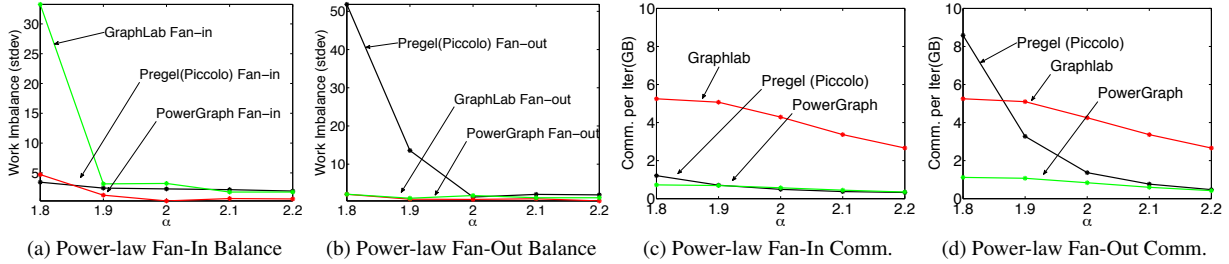 30
25
20
15
10
5
1.8
1.9
2
2.1
2.2
α
Work Imbalance (stdev)
GraphLab Fan−in
Pregel(Piccolo) Fan−in
PowerGraph Fan−in
(a) Power-law Fan-In Balance
50
40
30
20
10
1.8
1.9
2
2.1
2.2
α
Work Imbalance (stdev)
Pregel(Piccolo) Fan−out
GraphLab Fan−out
PowerGraph Fan−out
(b) Power-law Fan-Out Balance
10
8
6
4
2
0
1.8
1.9
2
2.1
2.2
α
Comm. per Iter(GB)
Graphlab
Pregel (Piccolo)
PowerGraph
(c) Power-law Fan-In Comm.
10
8
6
4
2
0
1.8
1.9
2
2.1
2.2
α
Comm. per Iter(GB)
Pregel (Piccolo)
Graphlab
PowerGraph
(d) Power-law Fan-Out Comm.